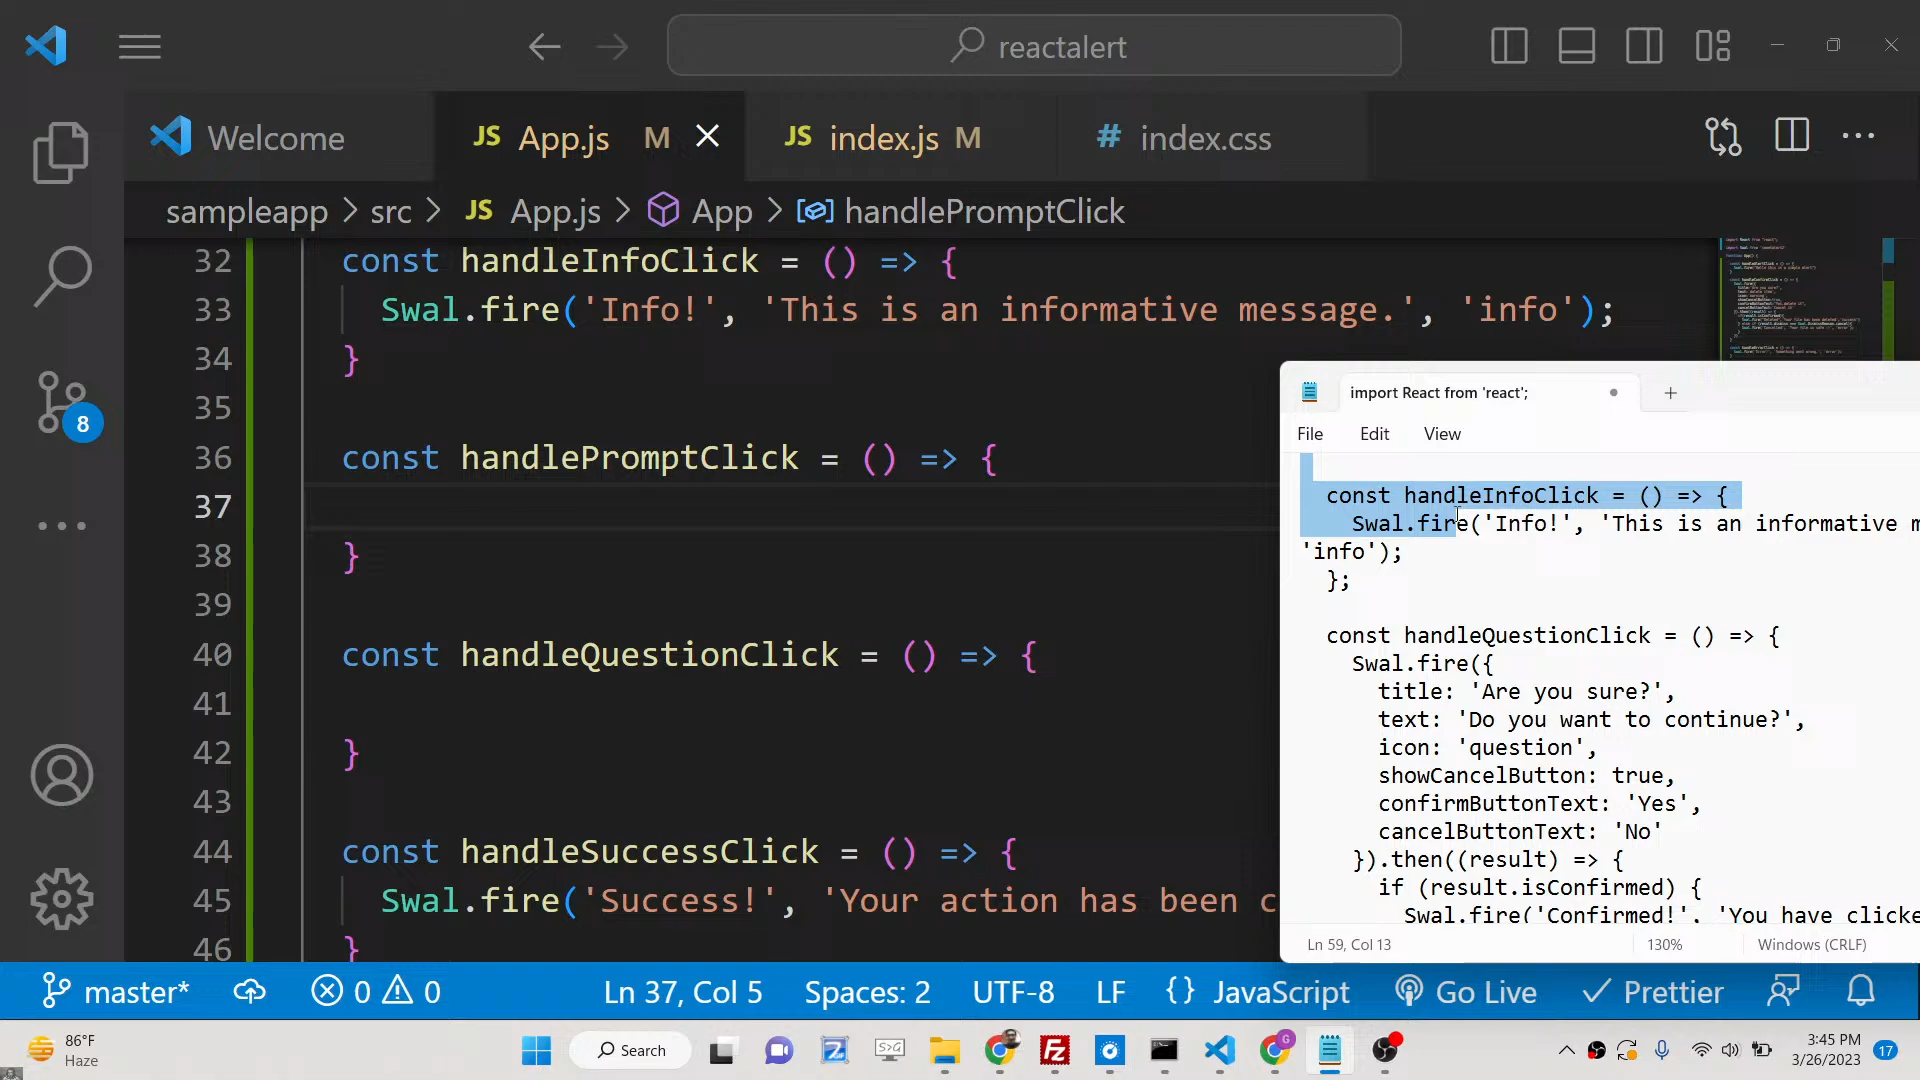 reactalert
Welcome
JS App.js M
JS index.js M
# index.css
sampleapp > src > JS App.js > App > handlePromptClick
32 const handleInfoClick = () => {
33 Swal.fire('Info!', 'This is an informative message.', 'info');
34 }
35
36 const handlePromptClick = () => {
37
38 }
39
40 const handleQuestionClick = () => {
41
42 }
43
44 const handleSuccessClick = () => {
45 Swal.fire('Success!', 'Your action has been c
46 }
8
import React from 'react';
File Edit View
const handleInfoClick = () => {
Swal.fire('Info!', 'This is an informative m
'info');
};
const handleQuestionClick = () => {
Swal.fire({
title: 'Are you sure?',
text: 'Do you want to continue?',
icon: 'question',
showCancelButton: true,
confirmButtonText: 'Yes',
cancelButtonText: 'No'
}).then((result) => {
if (result.isConfirmed) {
Swal.fire('Confirmed!', 'You have clicke
Ln 59, Col 13 130% Windows (CRLF)
master* 0 0 Ln 37, Col 5 Spaces: 2 UTF-8 LF {} JavaScript Go Live Prettier
86°F
Haze
Search
3:45 PM
3/26/2023
17